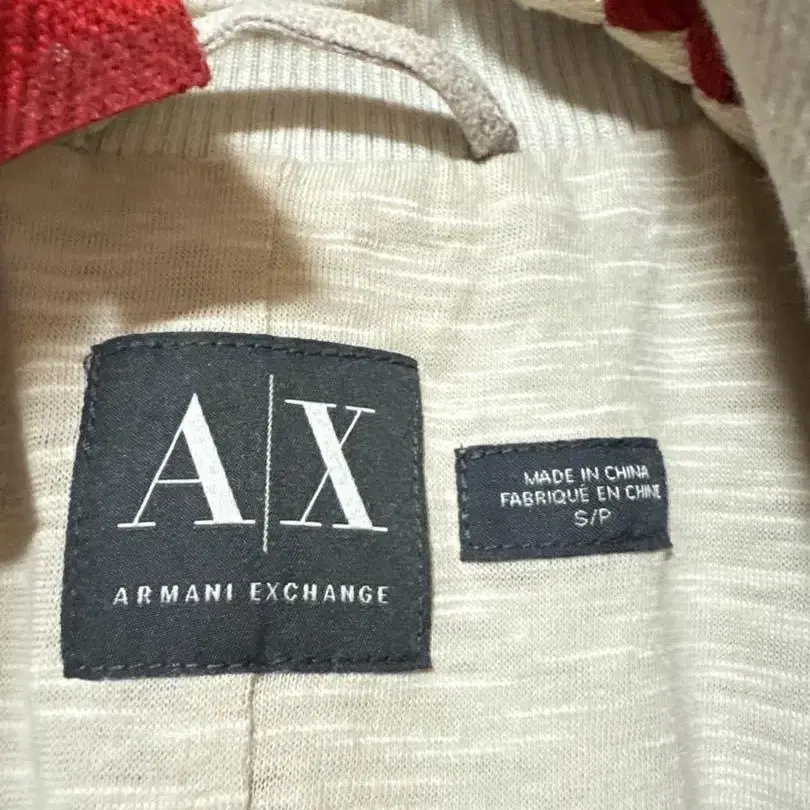 A|X
ARMANI EXCHANGE
MADE IN CHINA
FABRIQUÉ EN CHINE
S/P